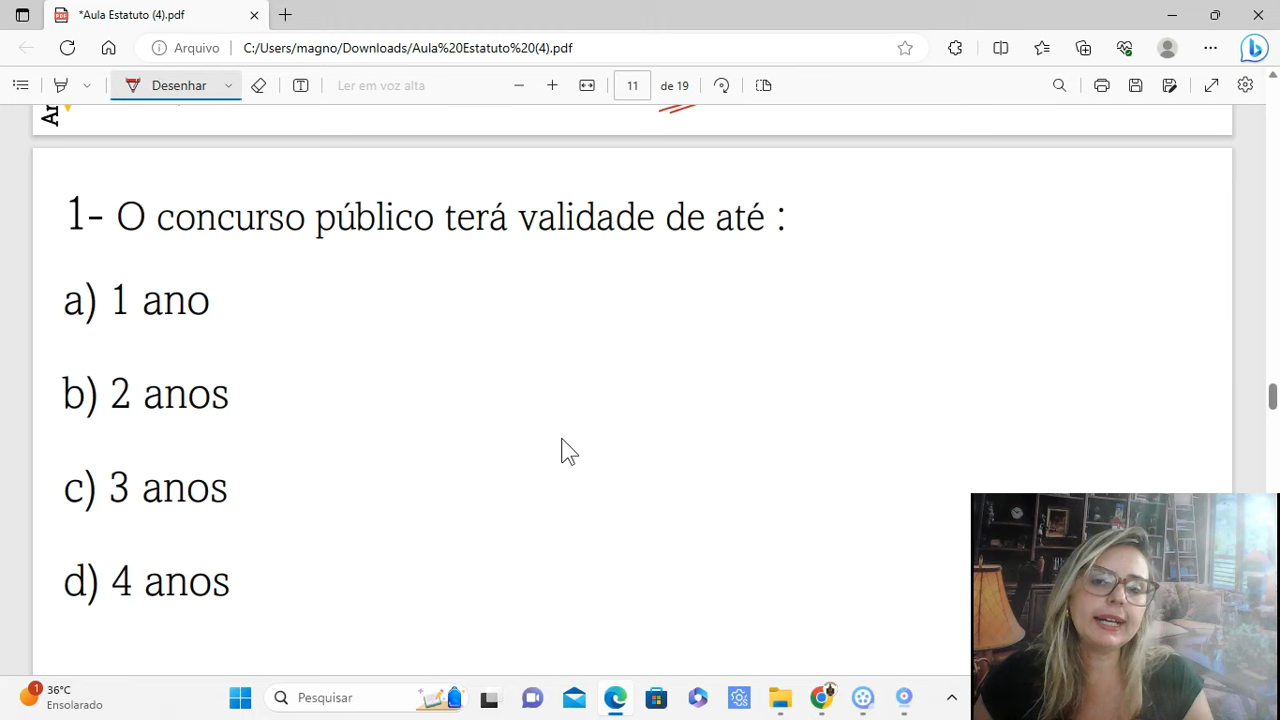 *Aula Estatuto (4).pdf
Arquivo C:/Users/magno/Downloads/Aula%20Estatuto%20(4).pdf
Desenhar Ler em voz alta 11 de 19
1- O concurso público terá validade de até :
a) 1 ano
b) 2 anos
c) 3 anos
d) 4 anos
1 36°C
Ensolarado
Pesquisar